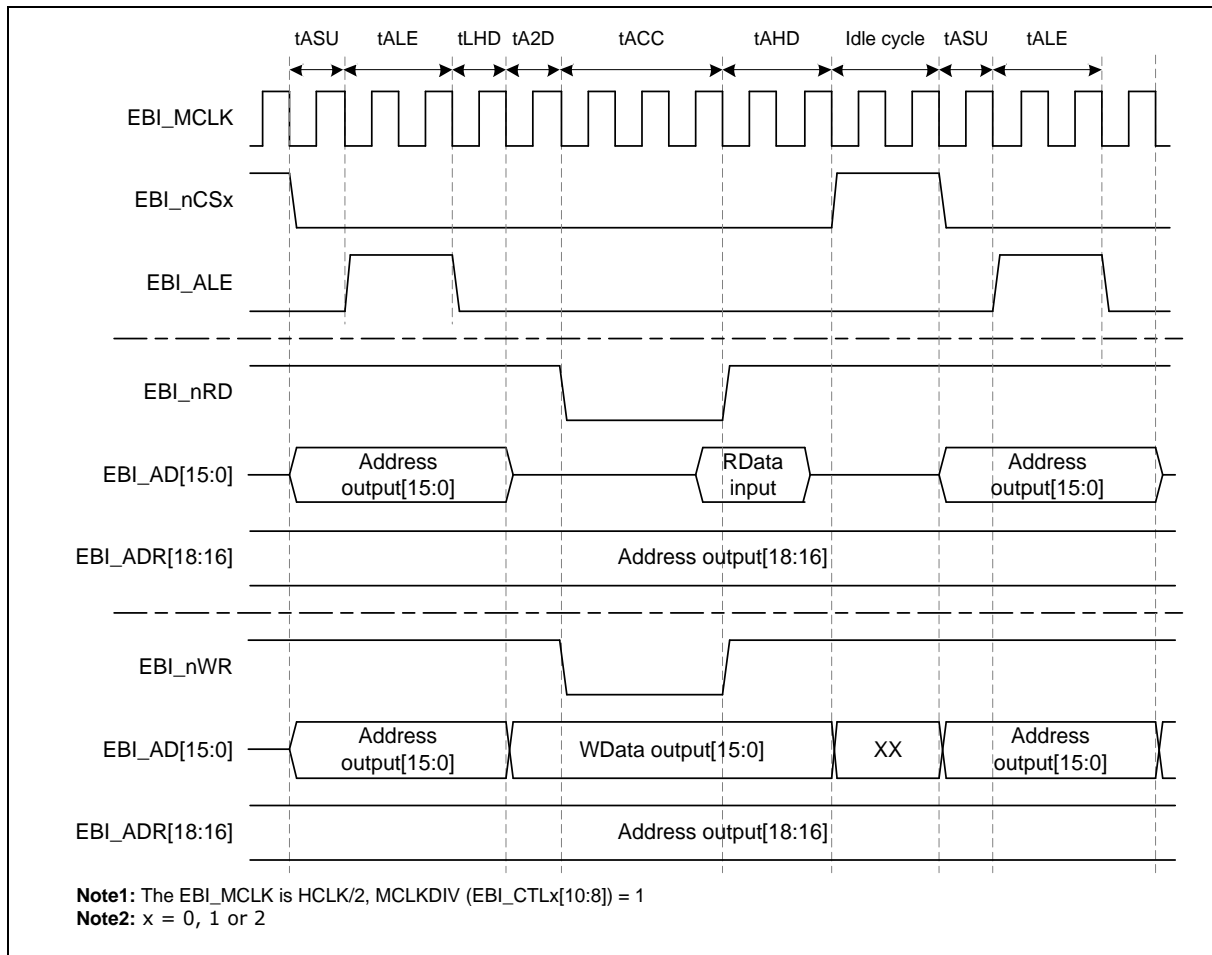 tASU tALE tLHD tA2D tACC tAHD Idle cycle tASU tALE
EBI_MCLK
EBI_nCSx
EBI_ALE
EBI_nRD
EBI_AD[15:0] Address output[15:0] RData input Address output[15:0]
EBI_ADR[18:16] Address output[18:16]
EBI_nWR
EBI_AD[15:0] Address output[15:0] WData output[15:0] XX Address output[15:0]
EBI_ADR[18:16] Address output[18:16]
Note1: The EBI_MCLK is HCLK/2, MCLKDIV (EBI_CTLx[10:8]) = 1
Note2: x = 0, 1 or 2